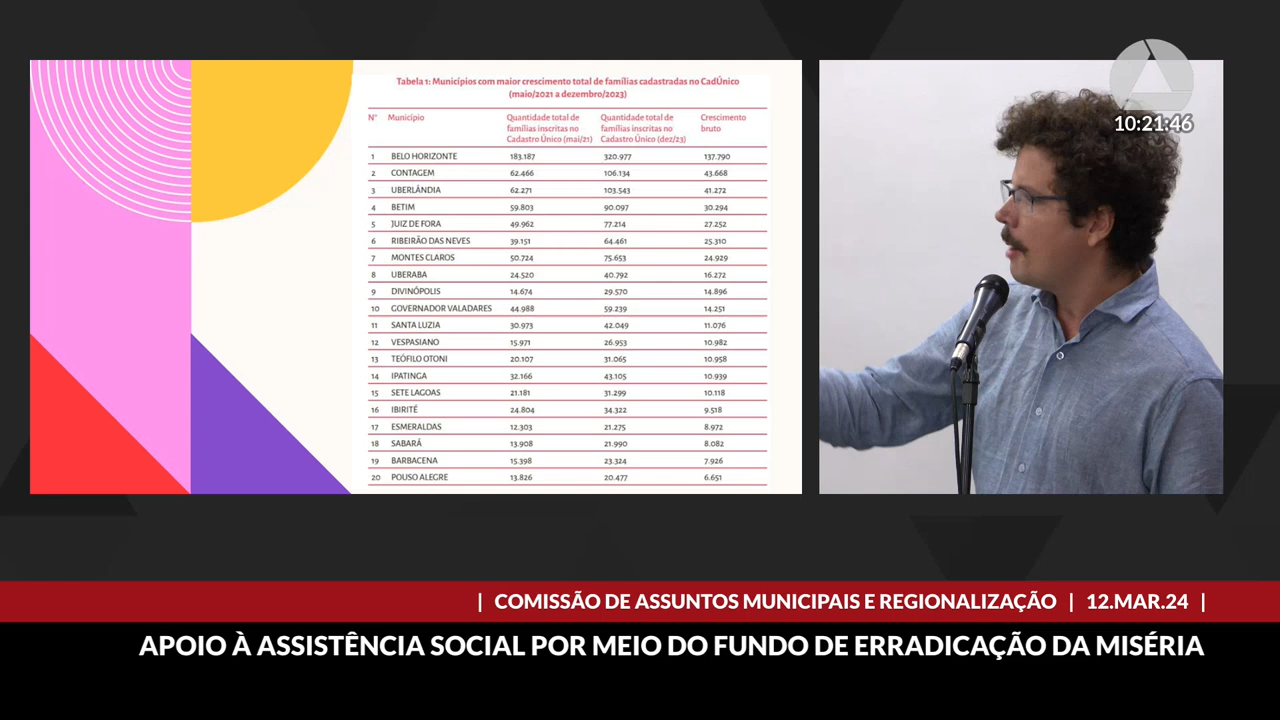 Tabela 1: Municípios com maior crescimento total de famílias cadastradas no CadÚnico
(maio/2021 a dezembro/2023)
N° Município Quantidade total de famílias inscritas no Cadastro Único (mai/21) Quantidade total de famílias inscritas no Cadastro Único (dez/23) Crescimento bruto
1 BELO HORIZONTE 183.187 320.977 137.790
2 CONTAGEM 62.466 106.134 43.668
3 UBERLÂNDIA 62.271 103.543 41.272
4 BETIM 59.803 90.097 30.294
5 JUIZ DE FORA 49.962 77.214 27.252
6 RIBEIRÃO DAS NEVES 39.151 64.461 25.310
7 MONTES CLAROS 50.724 75.653 24.929
8 UBERABA 24.520 40.792 16.272
9 DIVINÓPOLIS 14.674 29.570 14.896
10 GOVERNADOR VALADARES 44.988 59.239 14.251
11 SANTA LUZIA 30.973 42.049 11.076
12 VESPASIANO 15.971 26.953 10.982
13 TEÓFILO OTONI 20.107 31.065 10.958
14 IPATINGA 32.166 43.105 10.939
15 SETE LAGOAS 21.181 31.299 10.118
16 IBIRITÉ 24.804 34.322 9.518
17 ESMERALDAS 12.303 21.275 8.972
18 SABARÁ 13.908 21.990 8.082
19 BARBACENA 15.398 23.324 7.926
20 POUSO ALEGRE 13.826 20.477 6.651
10:21:46
| COMISSÃO DE ASSUNTOS MUNICIPAIS E REGIONALIZAÇÃO | 12.MAR.24 |
APOIO À ASSISTÊNCIA SOCIAL POR MEIO DO FUNDO DE ERRADICAÇÃO DA MISÉRIA